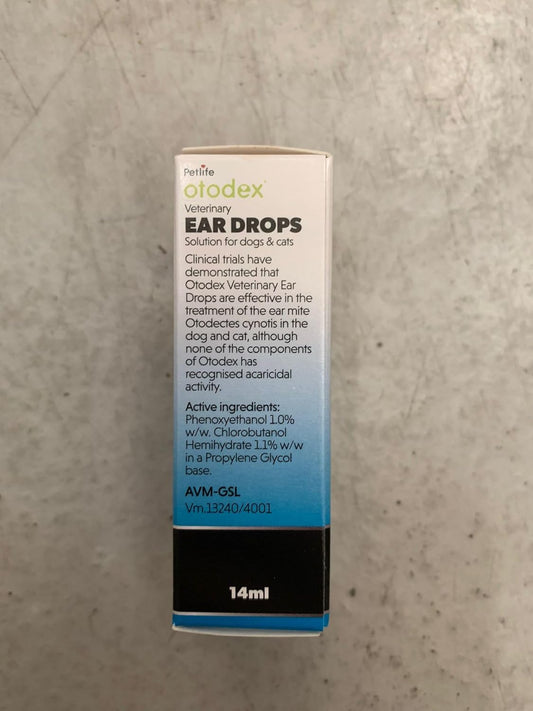 Petlife
otodex®
Veterinary
EAR DROPS
Solution for dogs & cats
Clinical trials have
demonstrated that
Otodex Veterinary Ear
Drops are effective in the
treatment of the ear mite
Otodectes cynotis in the
dog and cat, although
none of the components
of Otodex has
recognised acaricidal
activity.
Active ingredients:
Phenoxyethanol 1.0%
w/w. Chlorobutanol
Hemihydrate 1.1% w/w
in a Propylene Glycol
base.
AVM-GSL
Vm.13240/4001
14ml